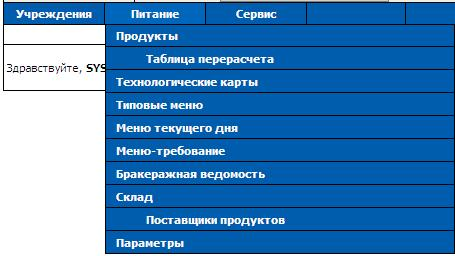 Учреждения Питание Сервис
Продукты
Таблица перерасчета
Здравствуйте, SYS
Технологические карты
Типовые меню
Меню текущего дня
Меню-требование
Бракеражная ведомость
Склад
Поставщики продуктов
Параметры